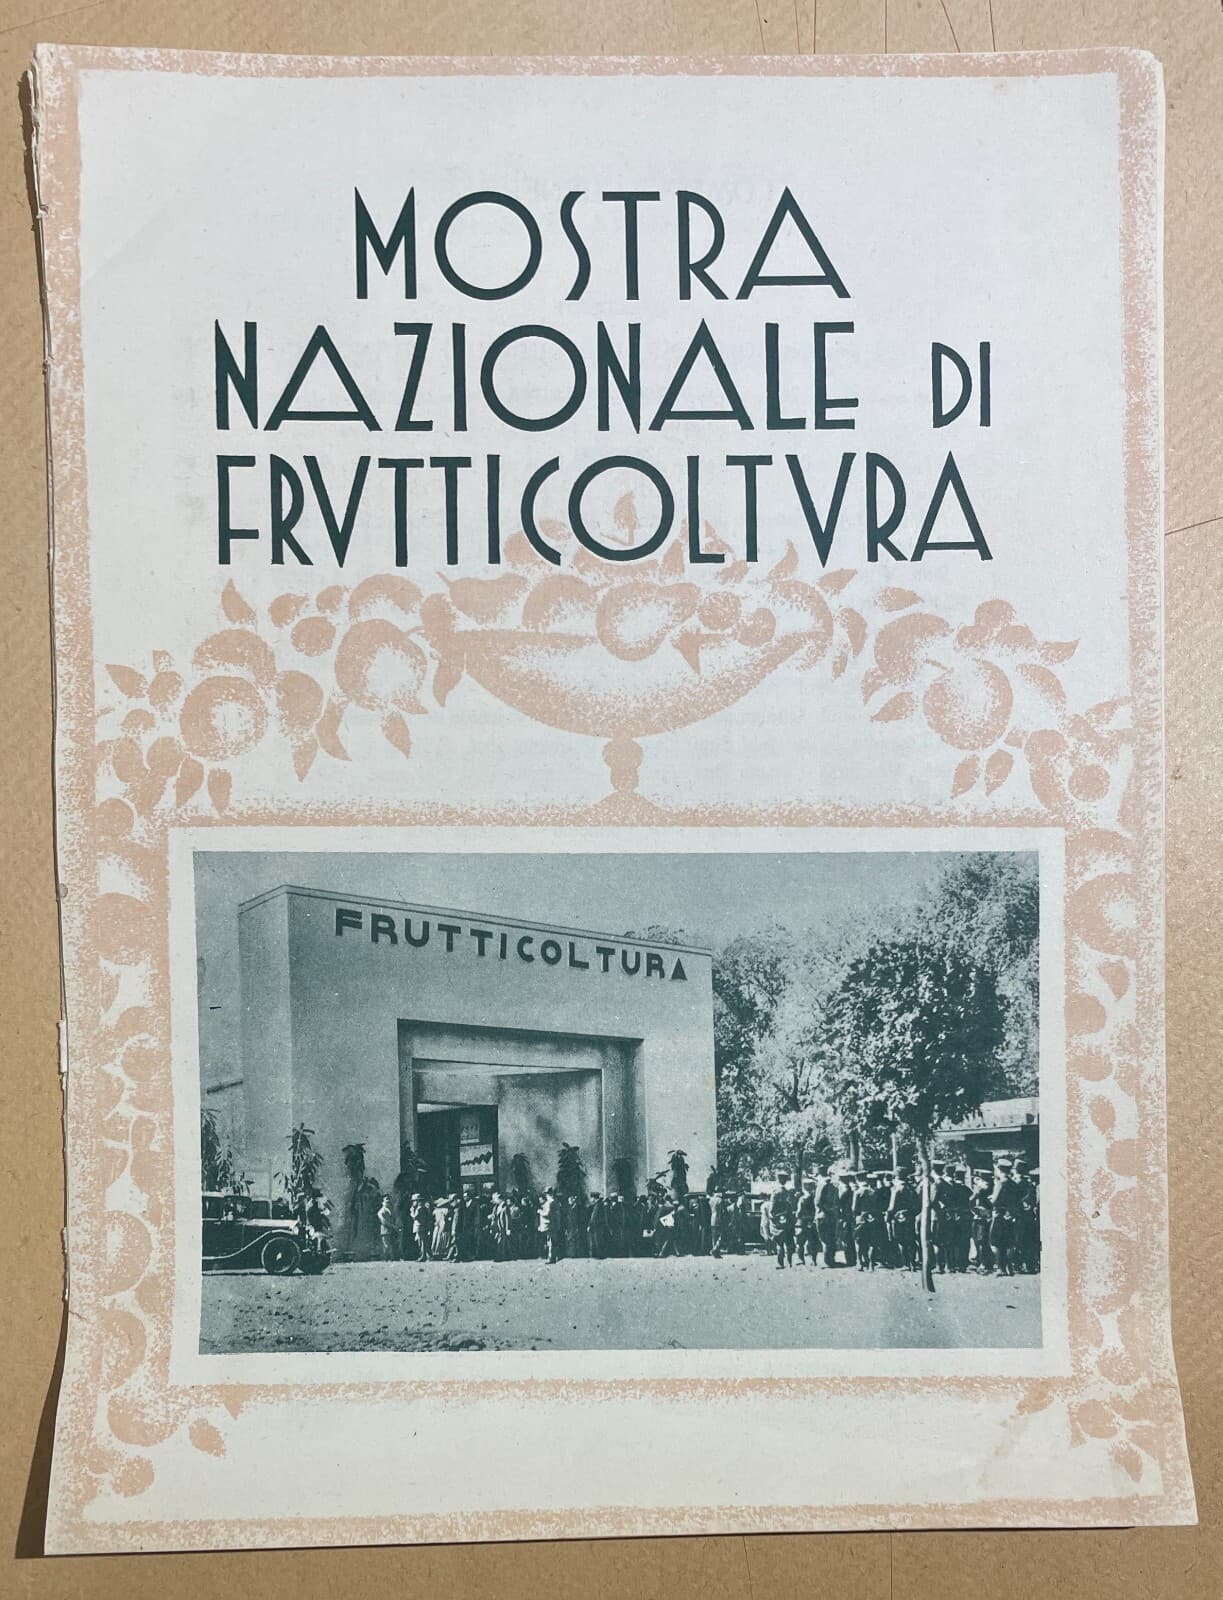 MOSTRA
NAZIONALE DI
FRVTTICOLTVRA
FRUTTICOLTURA